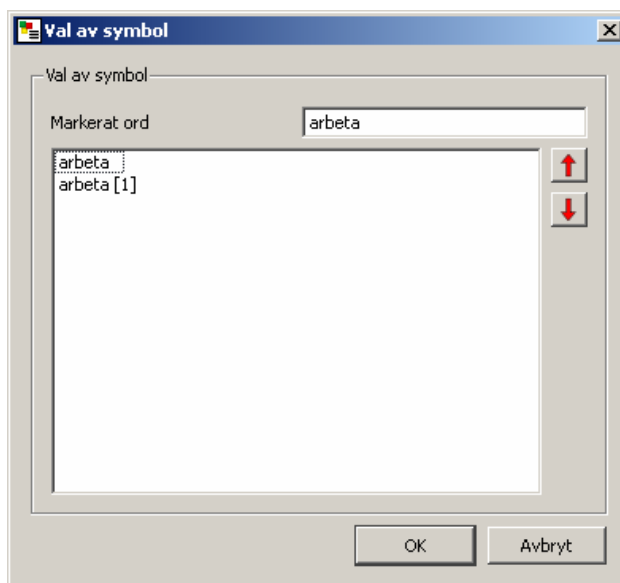 Val av symbol
Val av symbol
Markerat ord arbeta
arbeta
arbeta [1]
OK Avbryt